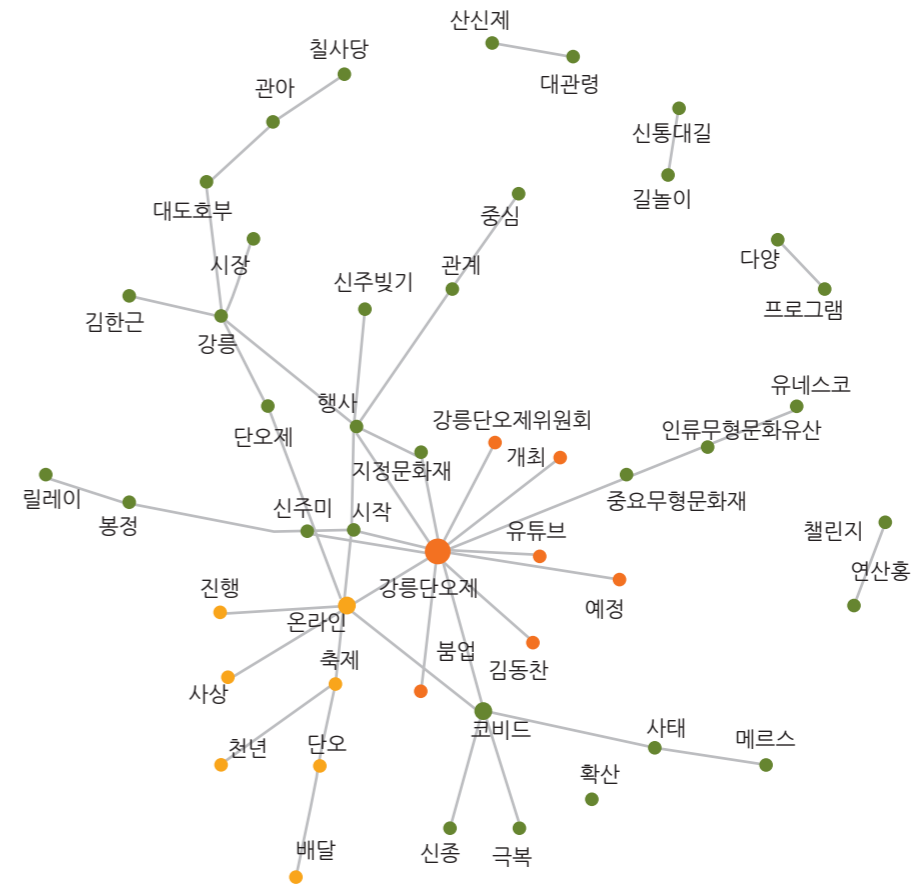 산신제
칠사당
대관령
관아
신통대길
길놀이
대도호부
중심
시장
다양
관계
신주빚기
프로그램
김한근
강릉
유네스코
행사
강릉단오제위원회
인류무형문화유산
단오제
개최
지정문화재
릴레이
중요무형문화재
신주미
시작
봉정
유튜브
챌린지
연산홍
진행
강릉단오제
예정
온라인
붐업
축제
김동찬
사상
코비드
사태
메르스
천년
단오
확산
배달
신종
극복